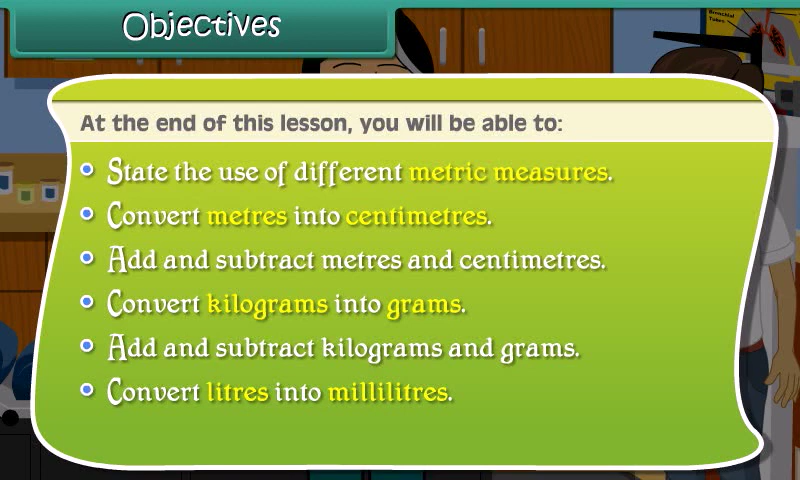 Objectives
Bronchial
Tubes
At the end of this lesson, you will be able to:
State the use of different metric measures.
Convert metres into centimetres.
Add and subtract metres and centimetres.
Convert kilograms into grams.
Add and subtract kilograms and grams.
Convert litres into millilitres.